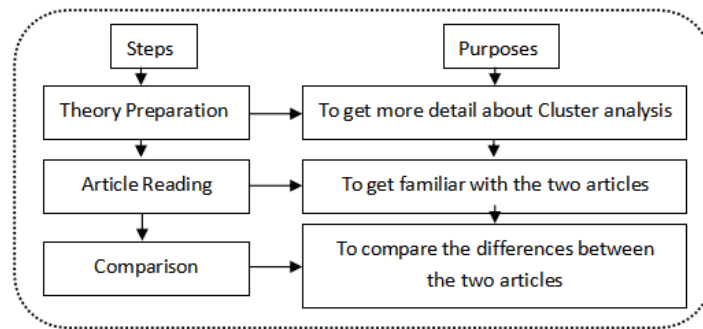 Steps
Purposes
Theory Preparation
To get more detail about Cluster analysis
Article Reading
To get familiar with the two articles
Comparison
To compare the differences between
the two articles